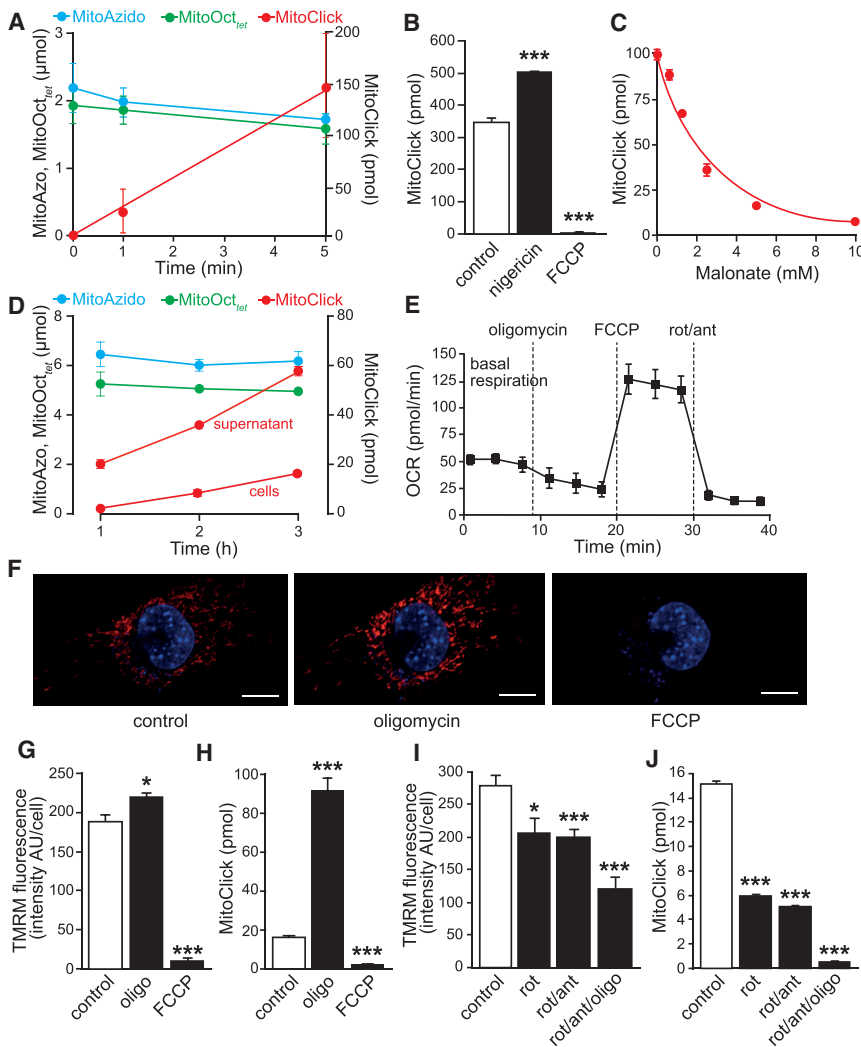 A
MitoAzido MitoOct tet MitoClick
MitoAzo, MitoOct tet (μmol)
3
2
1
0
200
150
100
50
0
MitoClick (pmol)
0 1 2 3 4 5
Time (min)
B
MitoClick (pmol)
600
500
400
300
200
100
0
***
***
control
nigericin
FCCP
C
MitoClick (pmol)
100
75
50
25
0
0 2 4 6 8 10
Malonate (mM)
D
MitoAzido MitoOct tet MitoClick
MitoAzo, MitoOct tet (μmol)
8
6
4
2
0
80
60
40
20
0
MitoClick (pmol)
supernatant
cells
1 2 3
Time (h)
E
oligomycin FCCP rot/ant
basal
respiration
OCR (pmol/min)
150
125
100
75
50
25
0
0 10 20 30 40
Time (min)
F
control oligomycin FCCP
G
TMRM fluorescence
(intensity AU/cell)
200
150
100
50
0
*
***
control
oligo
FCCP
H
MitoClick (pmol)
100
80
60
40
20
0
***
***
control
oligo
FCCP
I
TMRM fluorescence
(intensity AU/cell)
300
250
200
150
100
50
0
*
***
***
control
rot
rot/ant
rot/ant/oligo
J
MitoClick (pmol)
16
14
12
10
8
6
4
2
0
***
***
***
control
rot
rot/ant
rot/ant/oligo